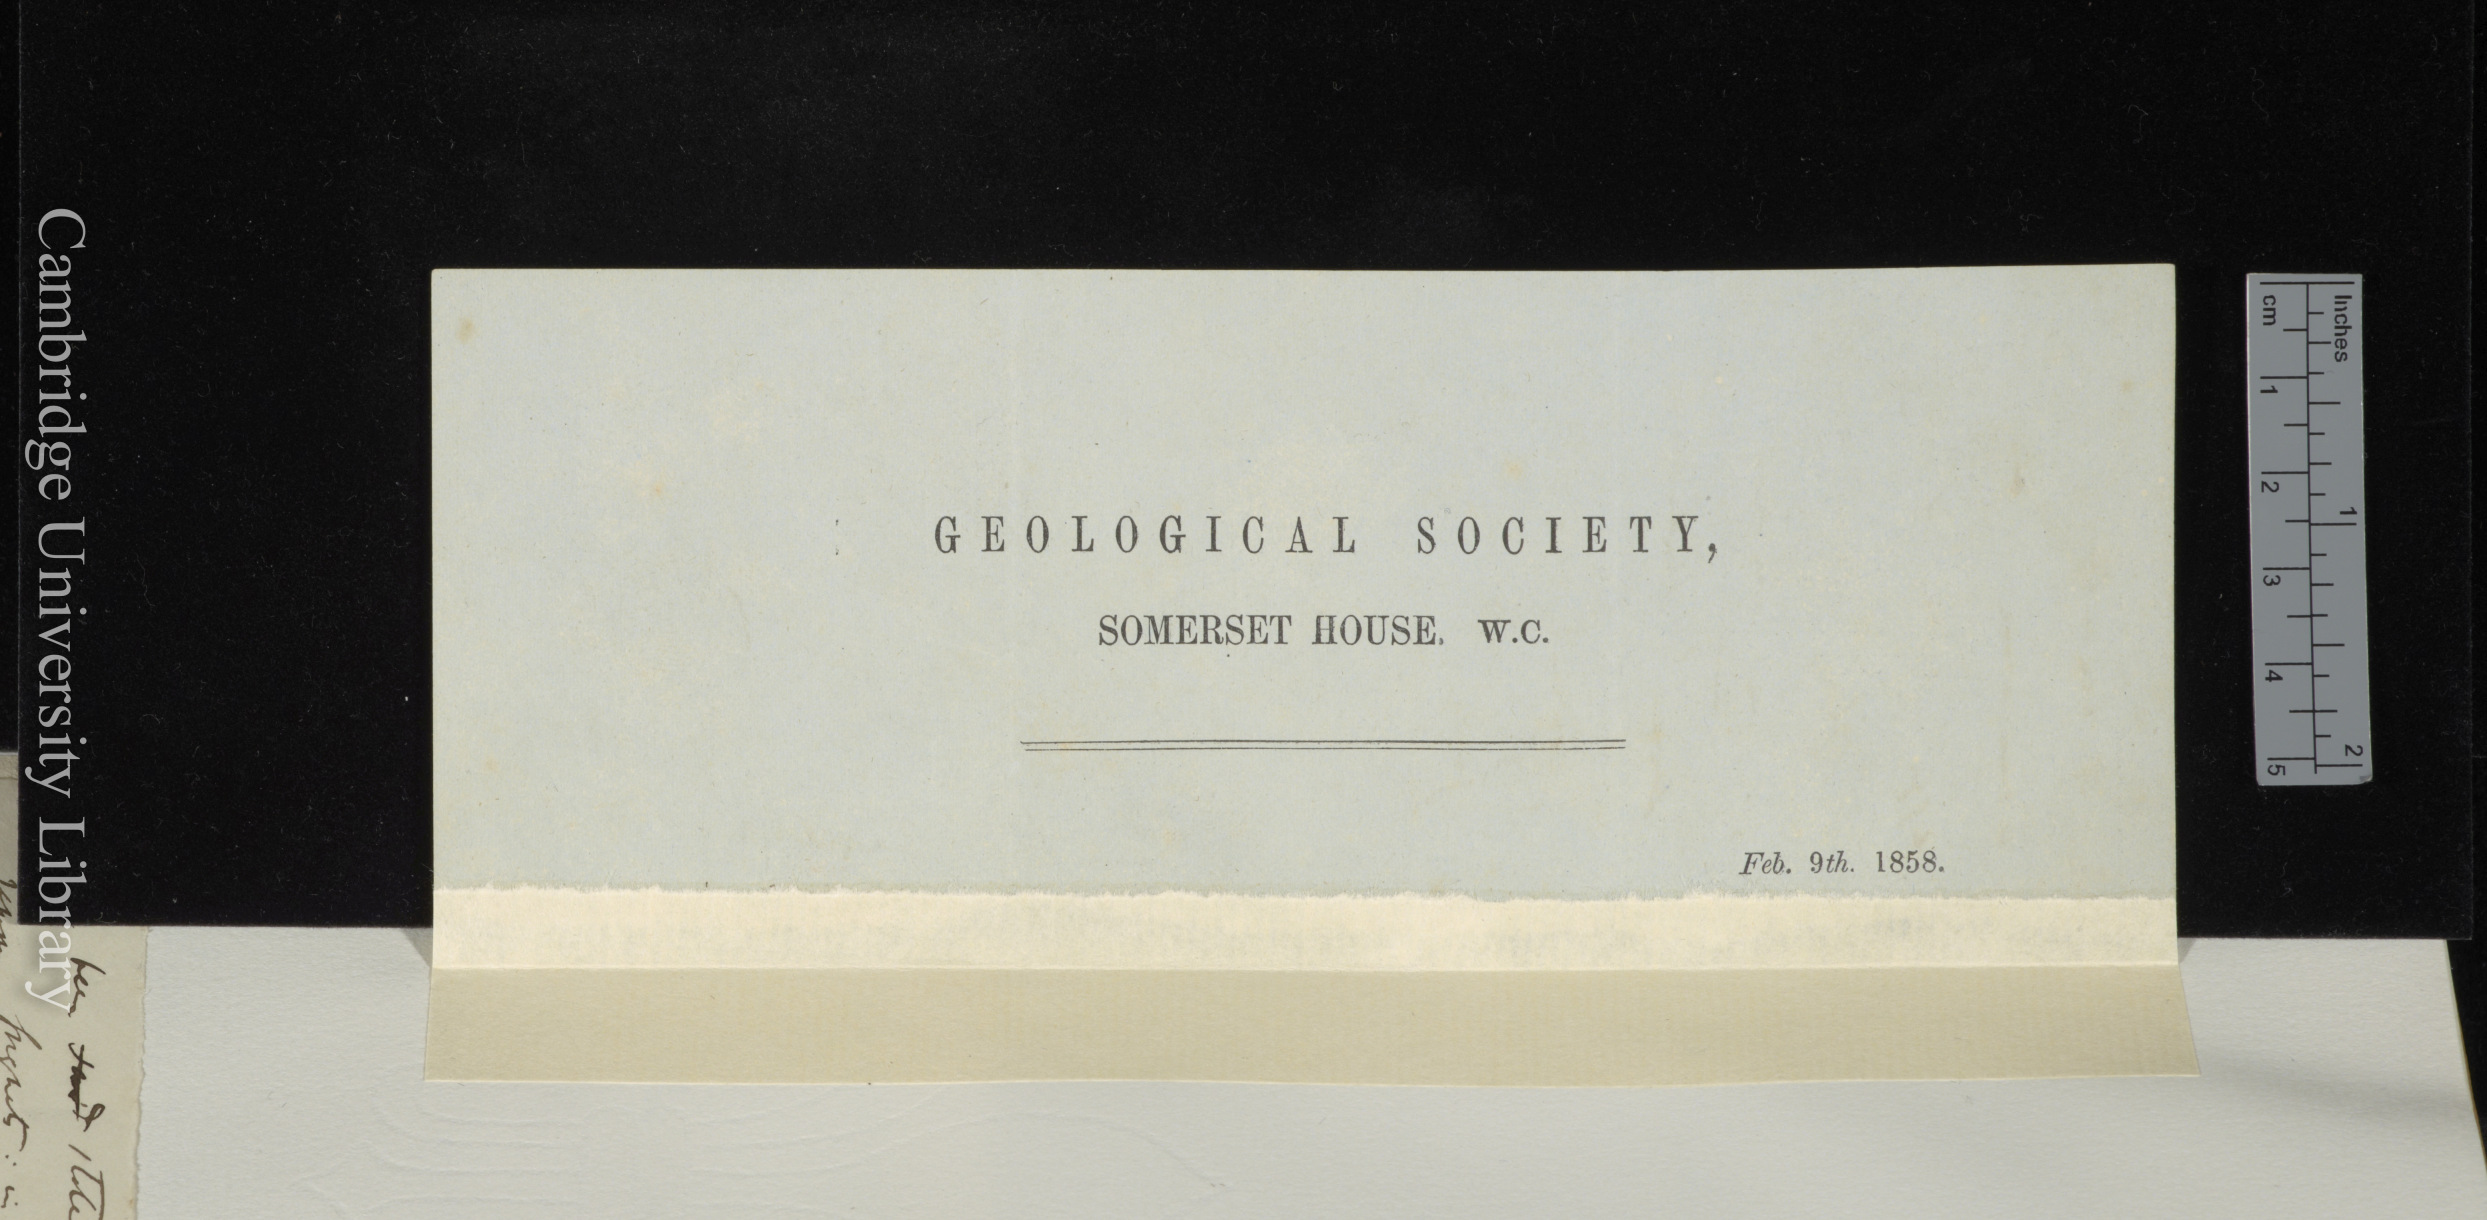 GEOLOGICAL SOCIETY,
SOMERSET HOUSE. W.C.
Feb. 9th. 1858.
Cambridge University Library
Inches
1
2
cm
1
2
3
4
5